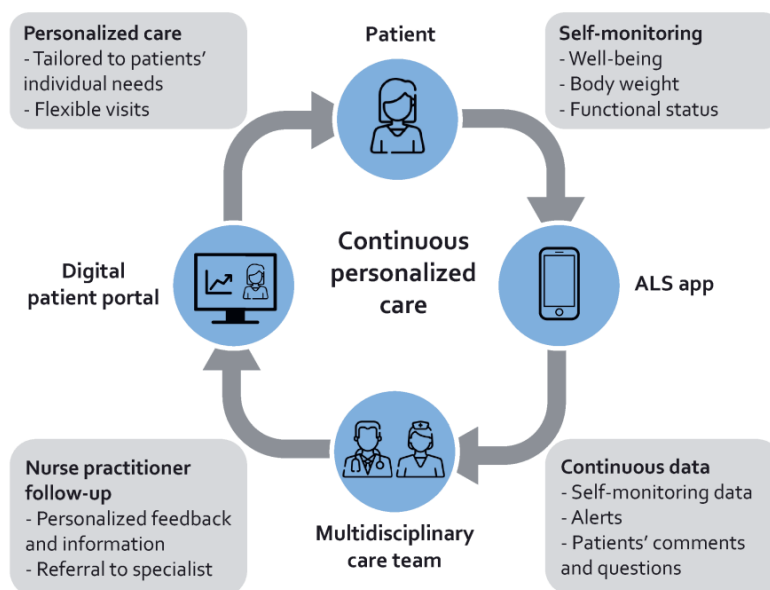 Personalized care
- Tailored to patients'
individual needs
- Flexible visits
Patient
Self-monitoring
- Well-being
- Body weight
- Functional status
Digital
patient portal
Continuous
personalized
care
ALS app
Nurse practitioner
follow-up
- Personalized feedback
and information
- Referral to specialist
Multidisciplinary
care team
Continuous data
- Self-monitoring data
- Alerts
- Patients' comments
and questions